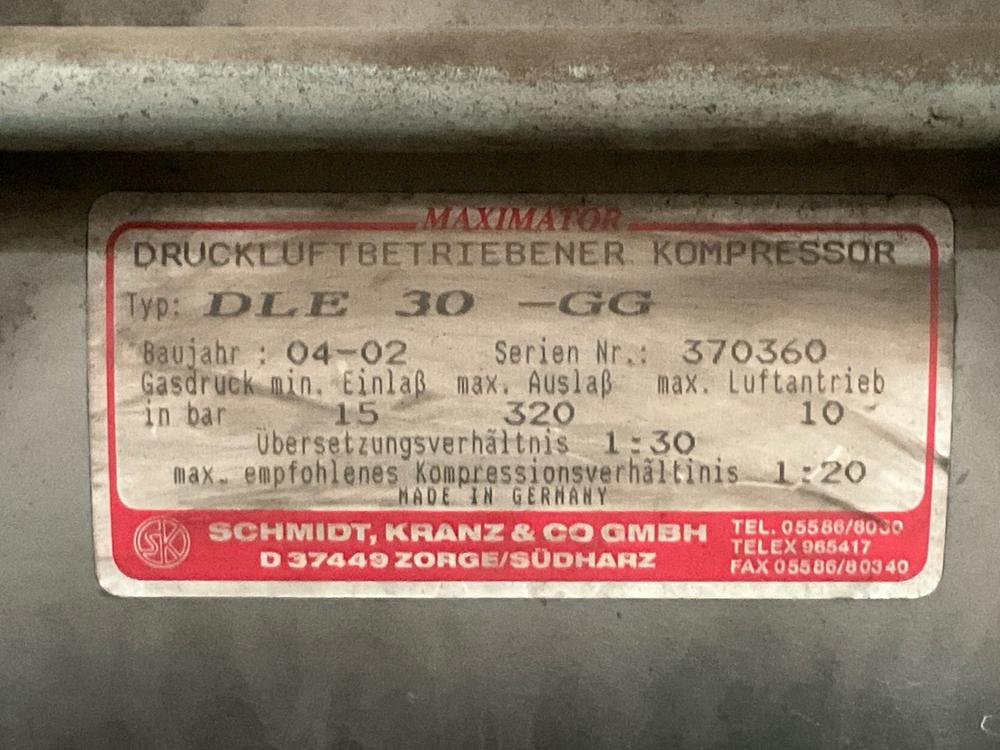 MAXIMATOR
DRUCKLUFTBETRIEBENER KOMPRESSOR
Typ: DLE 30 -GG
Baujahr : 04-02 Serien Nr.: 370360
Gasdruck min. Einlaß max. Auslaß max. Luftantrieb
in bar 15 320 10
Übersetzungsverhãltnis 1:30
max. empfohlenes Kompressionsverhãltinis 1:20
MADE IN GERMANY
SK SCHMIDT, KRANZ & CO GMBH
D 37449 ZORGE/SÜDHARZ
TEL. 05586/8030
TELEX 965417
FAX 05586/80340